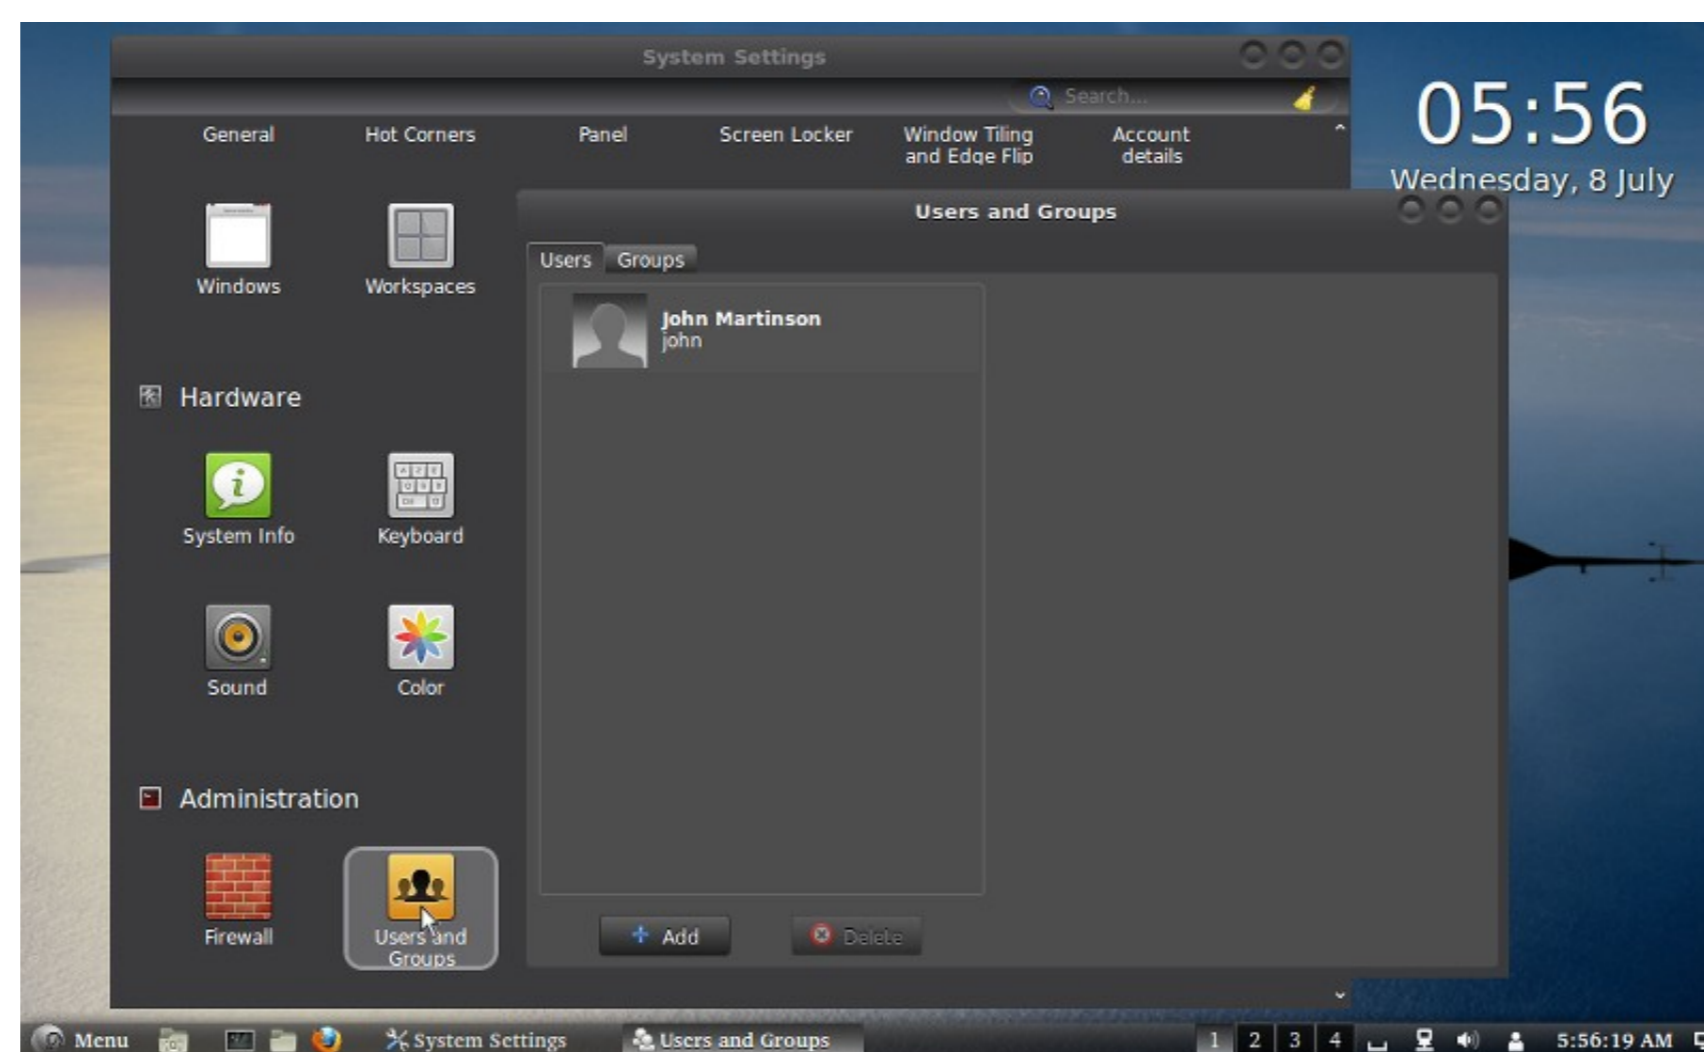 System Settings
Search...
General
Hot Corners
Panel
Screen Locker
Window Tiling
and Edge Flip
Account
details
05:56
Wednesday, 8 July
Windows
Workspaces
Users and Groups
Users
Groups
John Martinson
john
Hardware
System Info
Keyboard
Sound
Color
Administration
Firewall
Users and
Groups
Add
Delete
Menu
System Settings
Users and Groups
1
2
3
4
5:56:19 AM